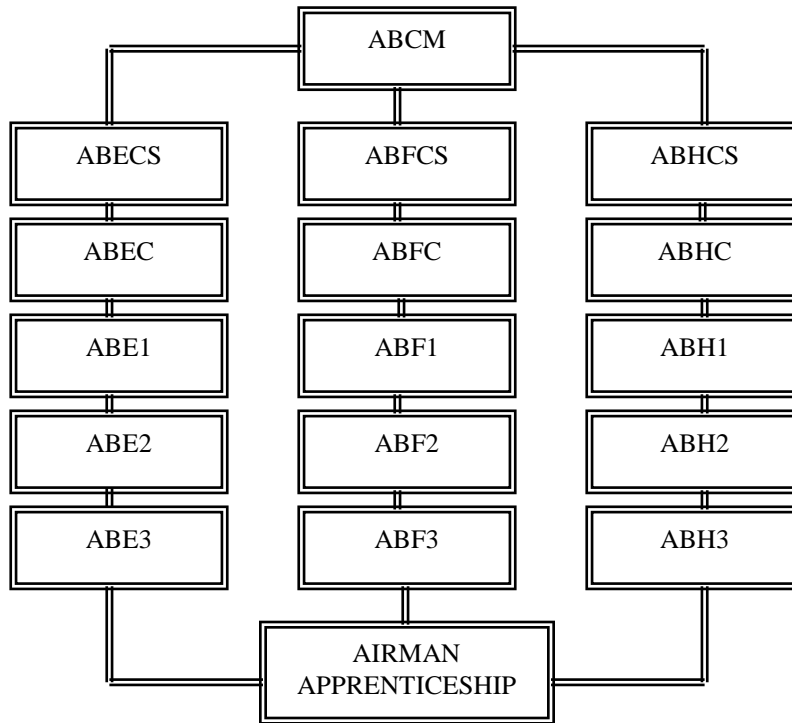 ABCM
ABECS
ABFCS
ABHCS
ABEC
ABFC
ABHC
ABE1
ABF1
ABH1
ABE2
ABF2
ABH2
ABE3
ABF3
ABH3
AIRMAN
APPRENTICESHIP